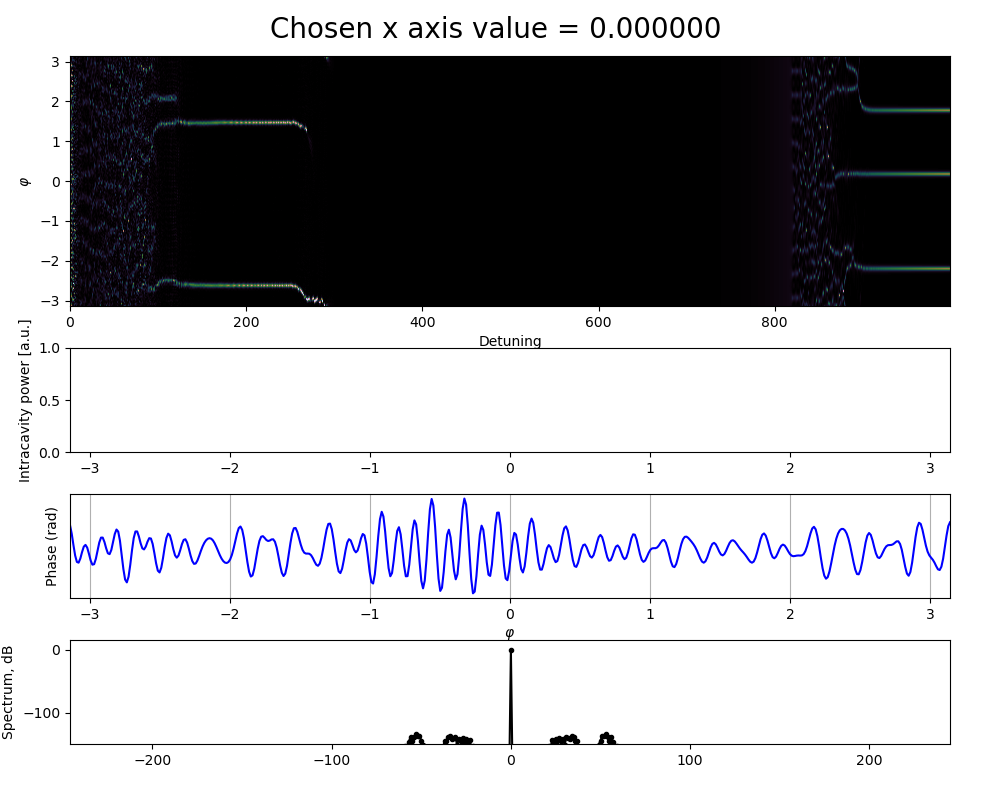 Chosen x axis value = 0.000000
3
2
1
0
−1
−2
−3
φ
0 200 400 600 800
Detuning
Intracavity power [a.u.]
1.0
0.5
0.0
−3 −2 −1 0 1 2 3
Phase (rad)
−3 −2 −1 0 1 2 3
φ
Spectrum, dB
0
−100
−200 −100 0 100 200